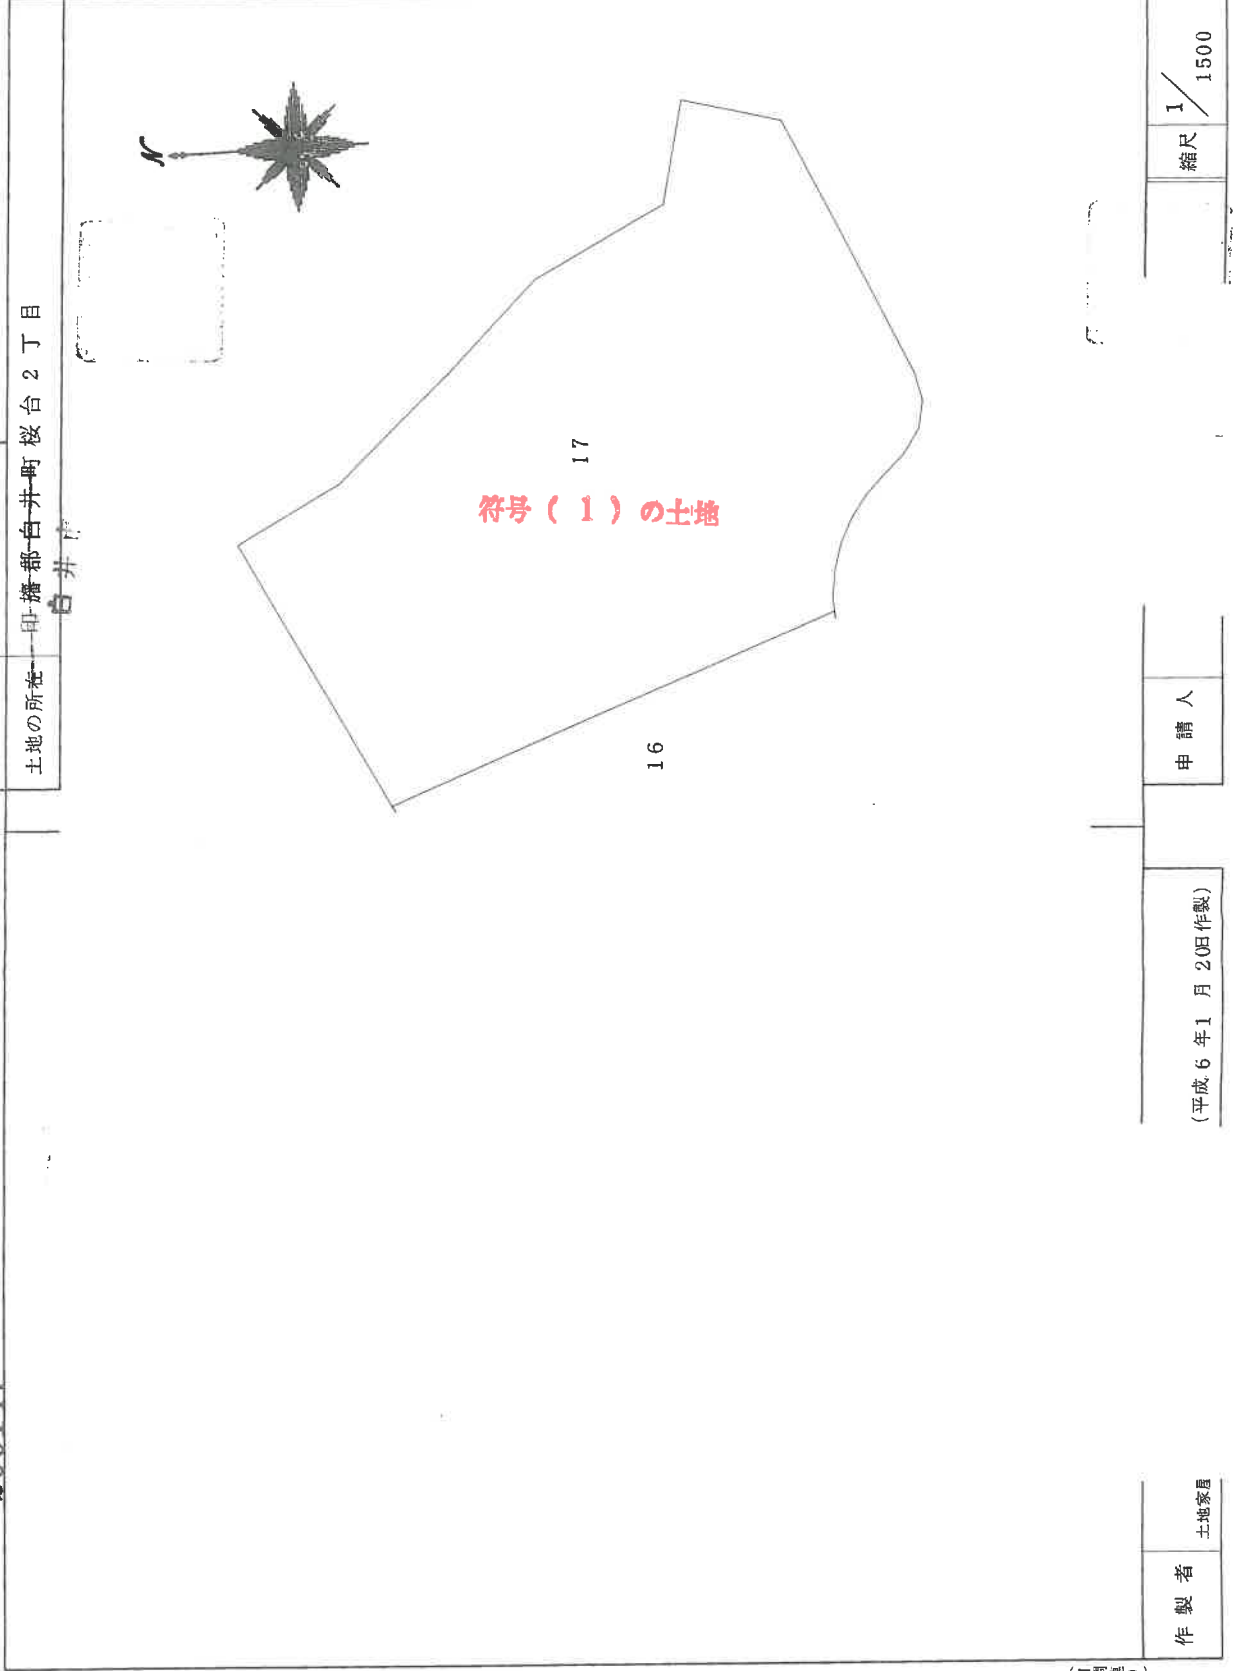 土地の所在
印旛郡白井町桜台2丁目
白井市
N
17
符号(1)の土地
16
作製者
土地家屋
(平成6年1月20日作製)
申請人
縮尺
1/1500